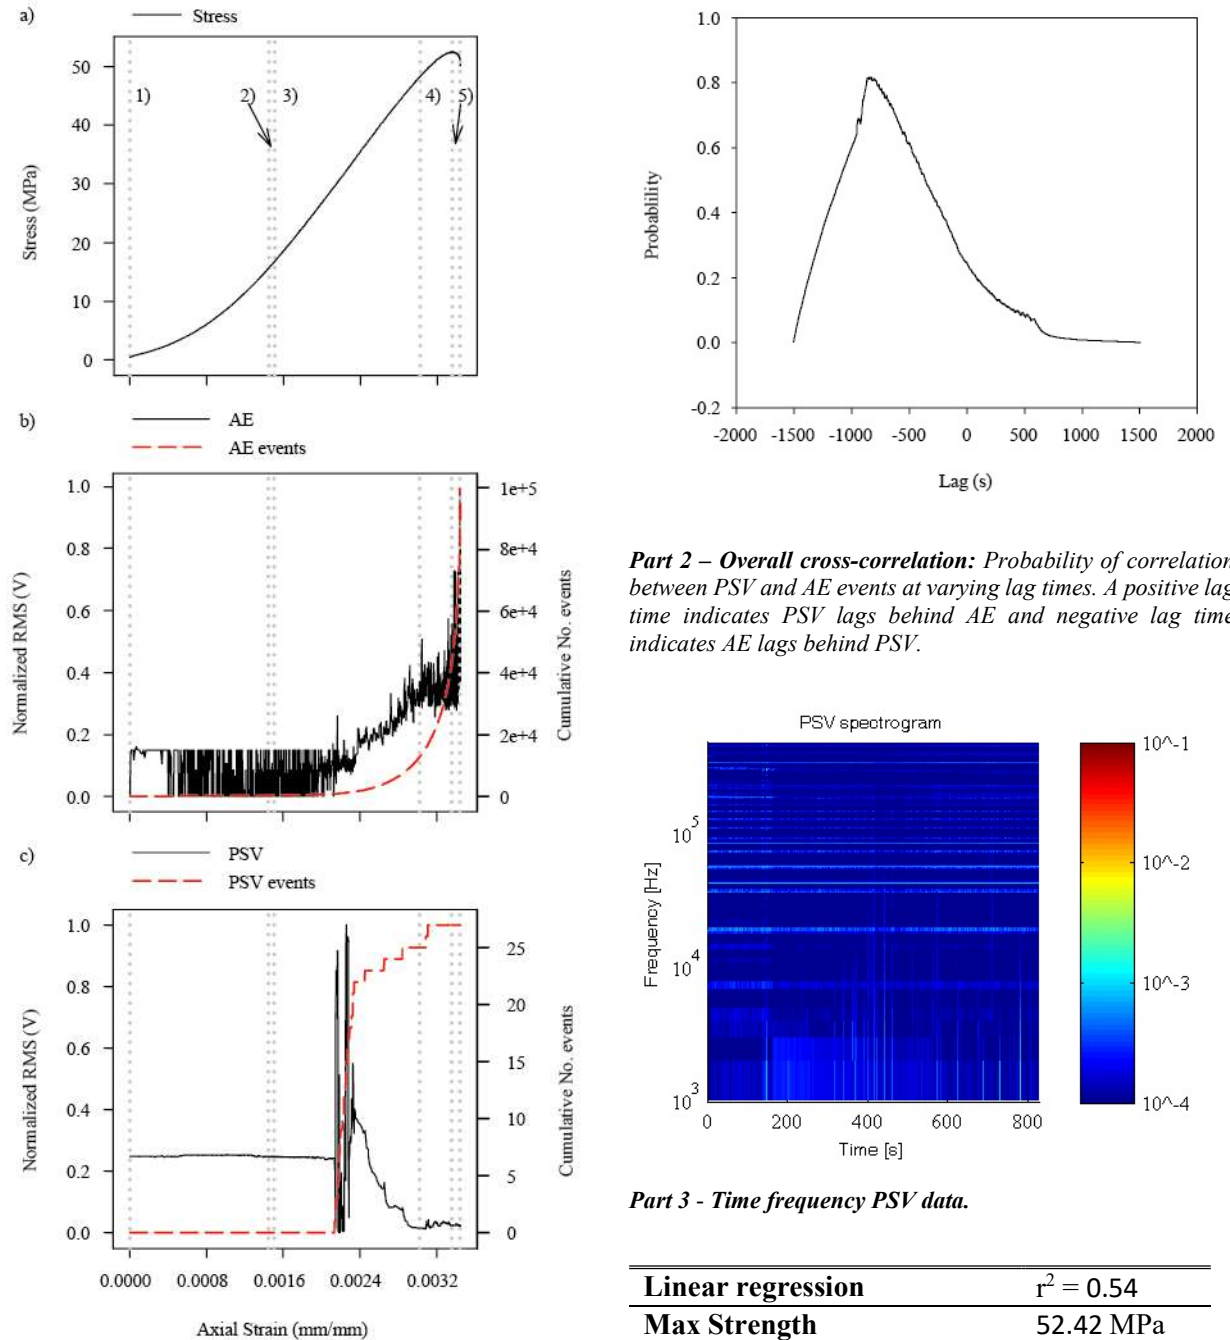 a)
Stress
50
40
30
20
10
0
Stress (MPa)
1)
2)
3)
4)
5)
b)
AE
AE events
1.0
0.8
0.6
0.4
0.2
0.0
Normalized RMS (V)
1e+5
8e+4
6e+4
4e+4
2e+4
0
Cumulative No. events
c)
PSV
PSV events
1.0
0.8
0.6
0.4
0.2
0.0
Normalized RMS (V)
25
20
15
10
5
0
Cumulative No. events
0.0000 0.0008 0.0016 0.0024 0.0032
Axial Strain (mm/mm)
1.0
0.8
0.6
0.4
0.2
0.0
-0.2
Probablility
-2000 -1500 -1000 -500 0 500 1000 1500 2000
Lag (s)
Part 2 – Overall cross-correlation: Probability of correlation
between PSV and AE events at varying lag times. A positive lag
time indicates PSV lags behind AE and negative lag time
indicates AE lags behind PSV.
PSV spectrogram
10^5
10^4
10^3
Frequency [Hz]
0 200 400 600 800
Time [s]
10^-1
10^-2
10^-3
10^-4
Part 3 - Time frequency PSV data.
Linear regression r² = 0.54
Max Strength 52.42 MPa